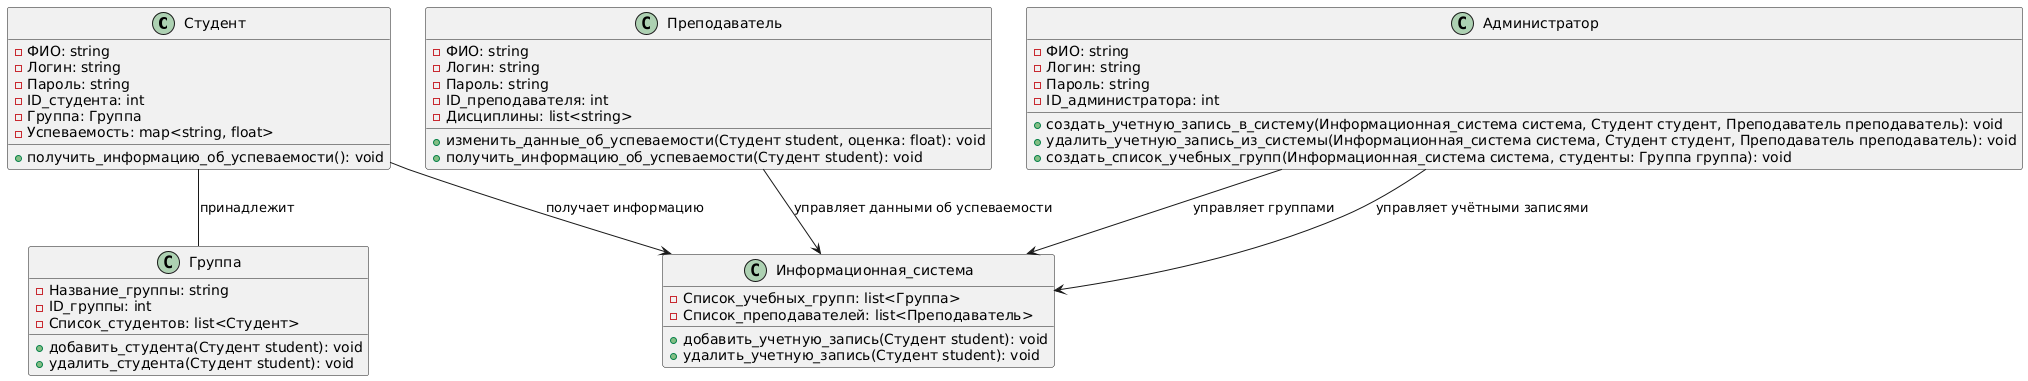 Студент
ФИО: string
Логин: string
Пароль: string
ID_студента: int
Группа: Группа
Успеваемость: map<string, float>
получить_информацию_об_успеваемости(): void
Преподаватель
ФИО: string
Логин: string
Пароль: string
ID_преподавателя: int
Дисциплины: list<string>
изменить_данные_об_успеваемости(Студент student, оценка: float): void
получить_информацию_об_успеваемости(Студент student): void
Администратор
ФИО: string
Логин: string
Пароль: string
ID_администратора: int
создать_учетную_запись_в_систему(Информационная_система система, Студент студент, Преподаватель преподаватель): void
удалить_учетную_запись_из_системы(Информационная_система система, Студент студент, Преподаватель преподаватель): void
создать_список_учебных_групп(Информационная_система система, студенты: Группа группа): void
принадлежит
получает информацию
управляет данными об успеваемости
управляет группами
управляет учётными записями
Группа
Название_группы: string
ID_группы: int
Список_студентов: list<Студент>
добавить_студента(Студент student): void
удалить_студента(Студент student): void
Информационная_система
Список_учебных_групп: list<Группа>
Список_преподавателей: list<Преподаватель>
добавить_учетную_запись(Студент student): void
удалить_учетную_запись(Студент student): void